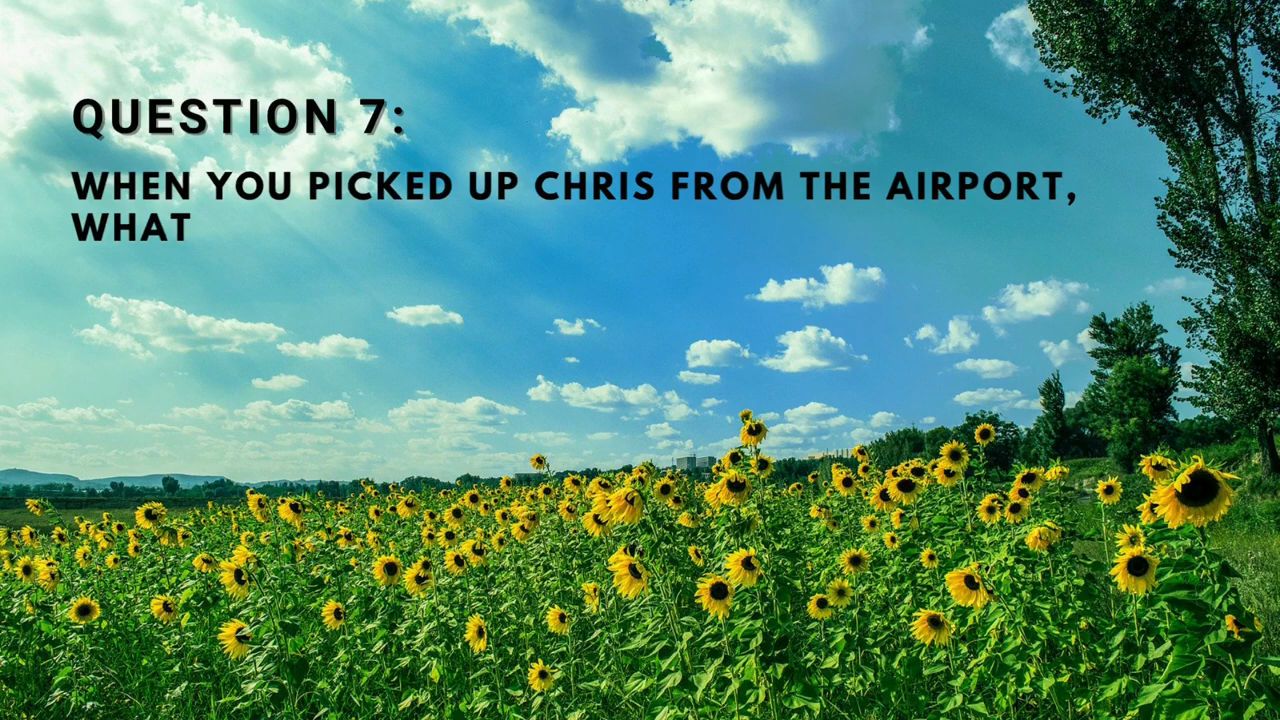 QUESTION 7:
WHEN YOU PICKED UP CHRIS FROM THE AIRPORT,
WHAT